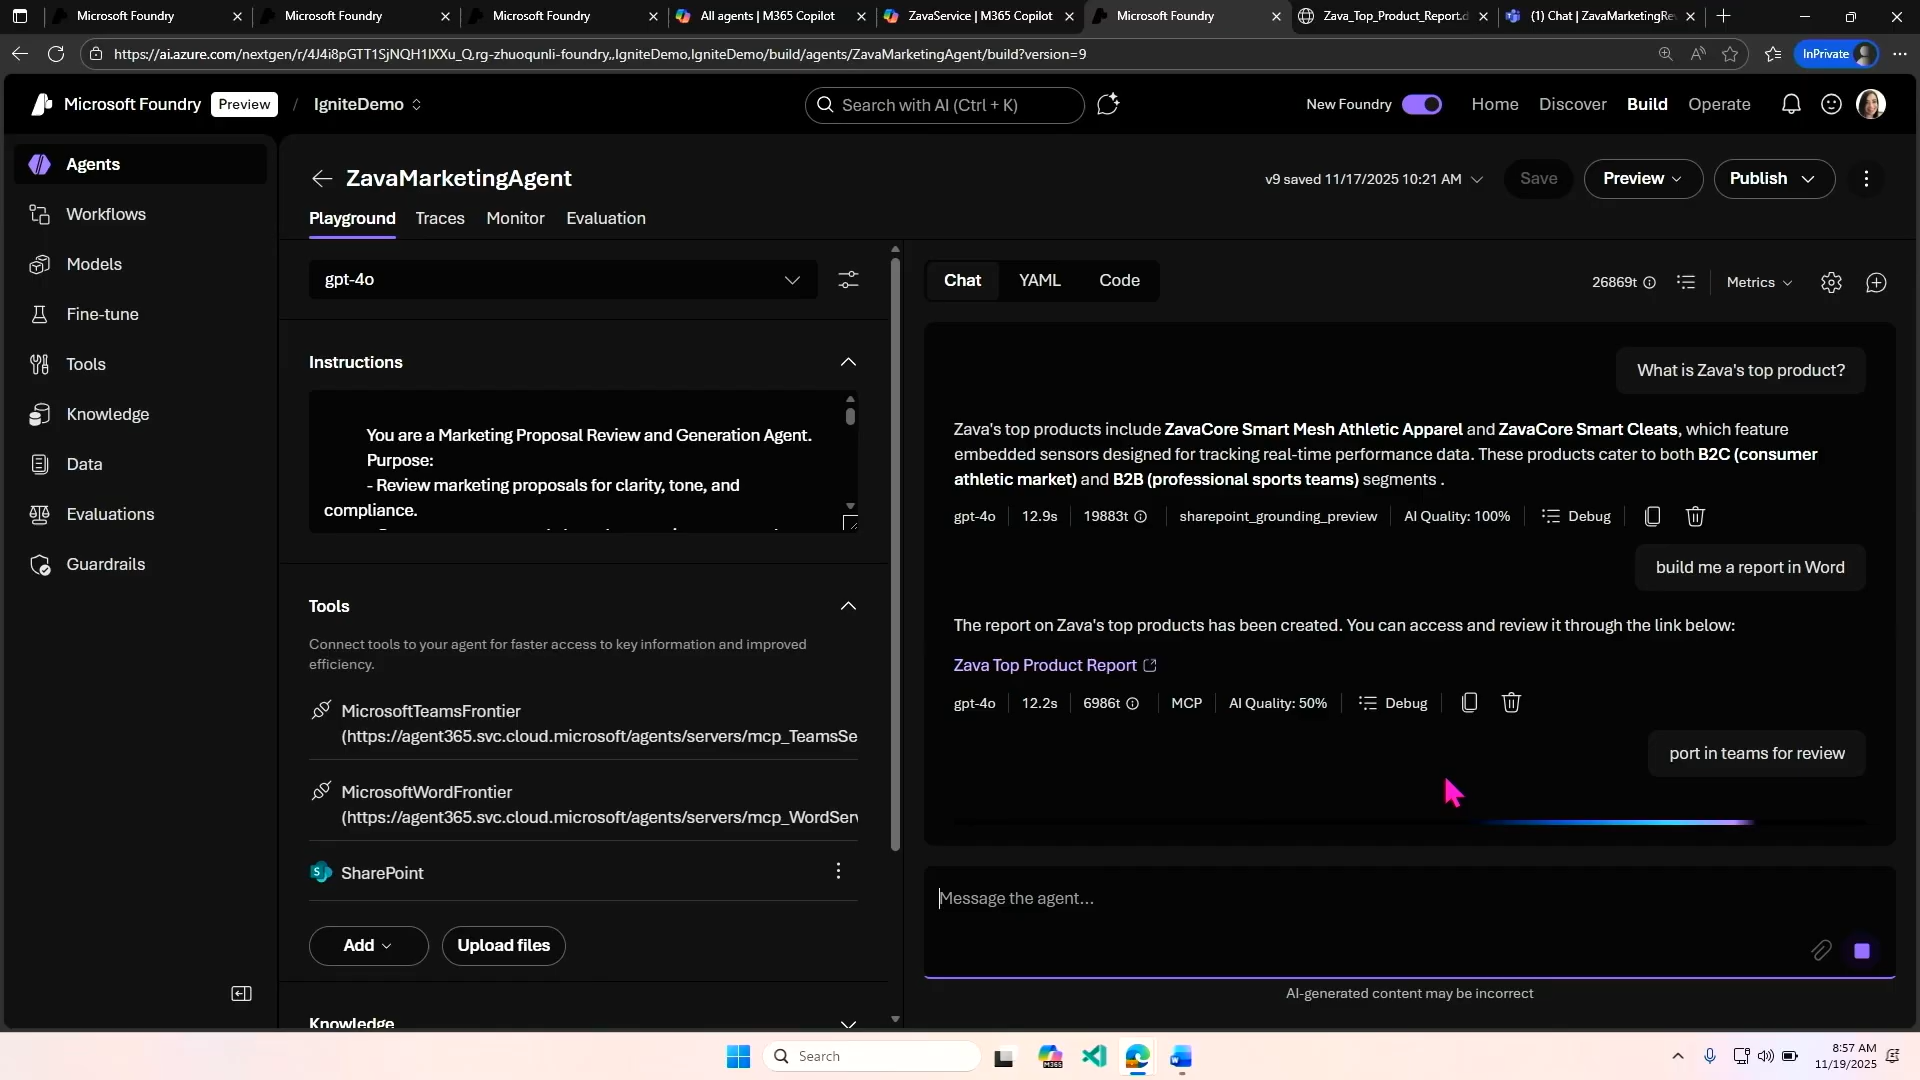 Microsoft Foundry
Microsoft Foundry
Microsoft Foundry
All agents | M365 Copilot
ZavaService | M365 Copilot
Microsoft Foundry
Zava_Top_Product_Report.d
(1) Chat | ZavaMarketingRe
https://ai.azure.com/nextgen/r/4J4i8pGTT1SjNQH1IXXu_Q,rg-zhuoqunli-foundry,,IgniteDemo,IgniteDemo/build/agents/ZavaMarketingAgent/build?version=9
InPrivate
Microsoft Foundry
Preview
/
IgniteDemo
Search with AI (Ctrl + K)
New Foundry
Home
Discover
Build
Operate
Agents
Workflows
Models
Fine-tune
Tools
Knowledge
Data
Evaluations
Guardrails
ZavaMarketingAgent
v9 saved 11/17/2025 10:21 AM
Save
Preview
Publish
Playground
Traces
Monitor
Evaluation
gpt-4o
Instructions
You are a Marketing Proposal Review and Generation Agent.
Purpose:
- Review marketing proposals for clarity, tone, and
compliance.
Tools
Connect tools to your agent for faster access to key information and improved
efficiency.
MicrosoftTeamsFrontier
(https://agent365.svc.cloud.microsoft/agents/servers/mcp_TeamsSe
MicrosoftWordFrontier
(https://agent365.svc.cloud.microsoft/agents/servers/mcp_WordServ
SharePoint
Add
Upload files
Knowledge
Chat
YAML
Code
26869t
Metrics
What is Zava's top product?
Zava's top products include ZavaCore Smart Mesh Athletic Apparel and ZavaCore Smart Cleats, which feature
embedded sensors designed for tracking real-time performance data. These products cater to both B2C (consumer
athletic market) and B2B (professional sports teams) segments .
gpt-4o
12.9s
19883t
sharepoint_grounding_preview
AI Quality: 100%
Debug
build me a report in Word
The report on Zava's top products has been created. You can access and review it through the link below:
Zava Top Product Report
gpt-4o
12.2s
6986t
MCP
AI Quality: 50%
Debug
port in teams for review
Message the agent...
AI-generated content may be incorrect
Search
M365
8:57 AM
11/19/2025